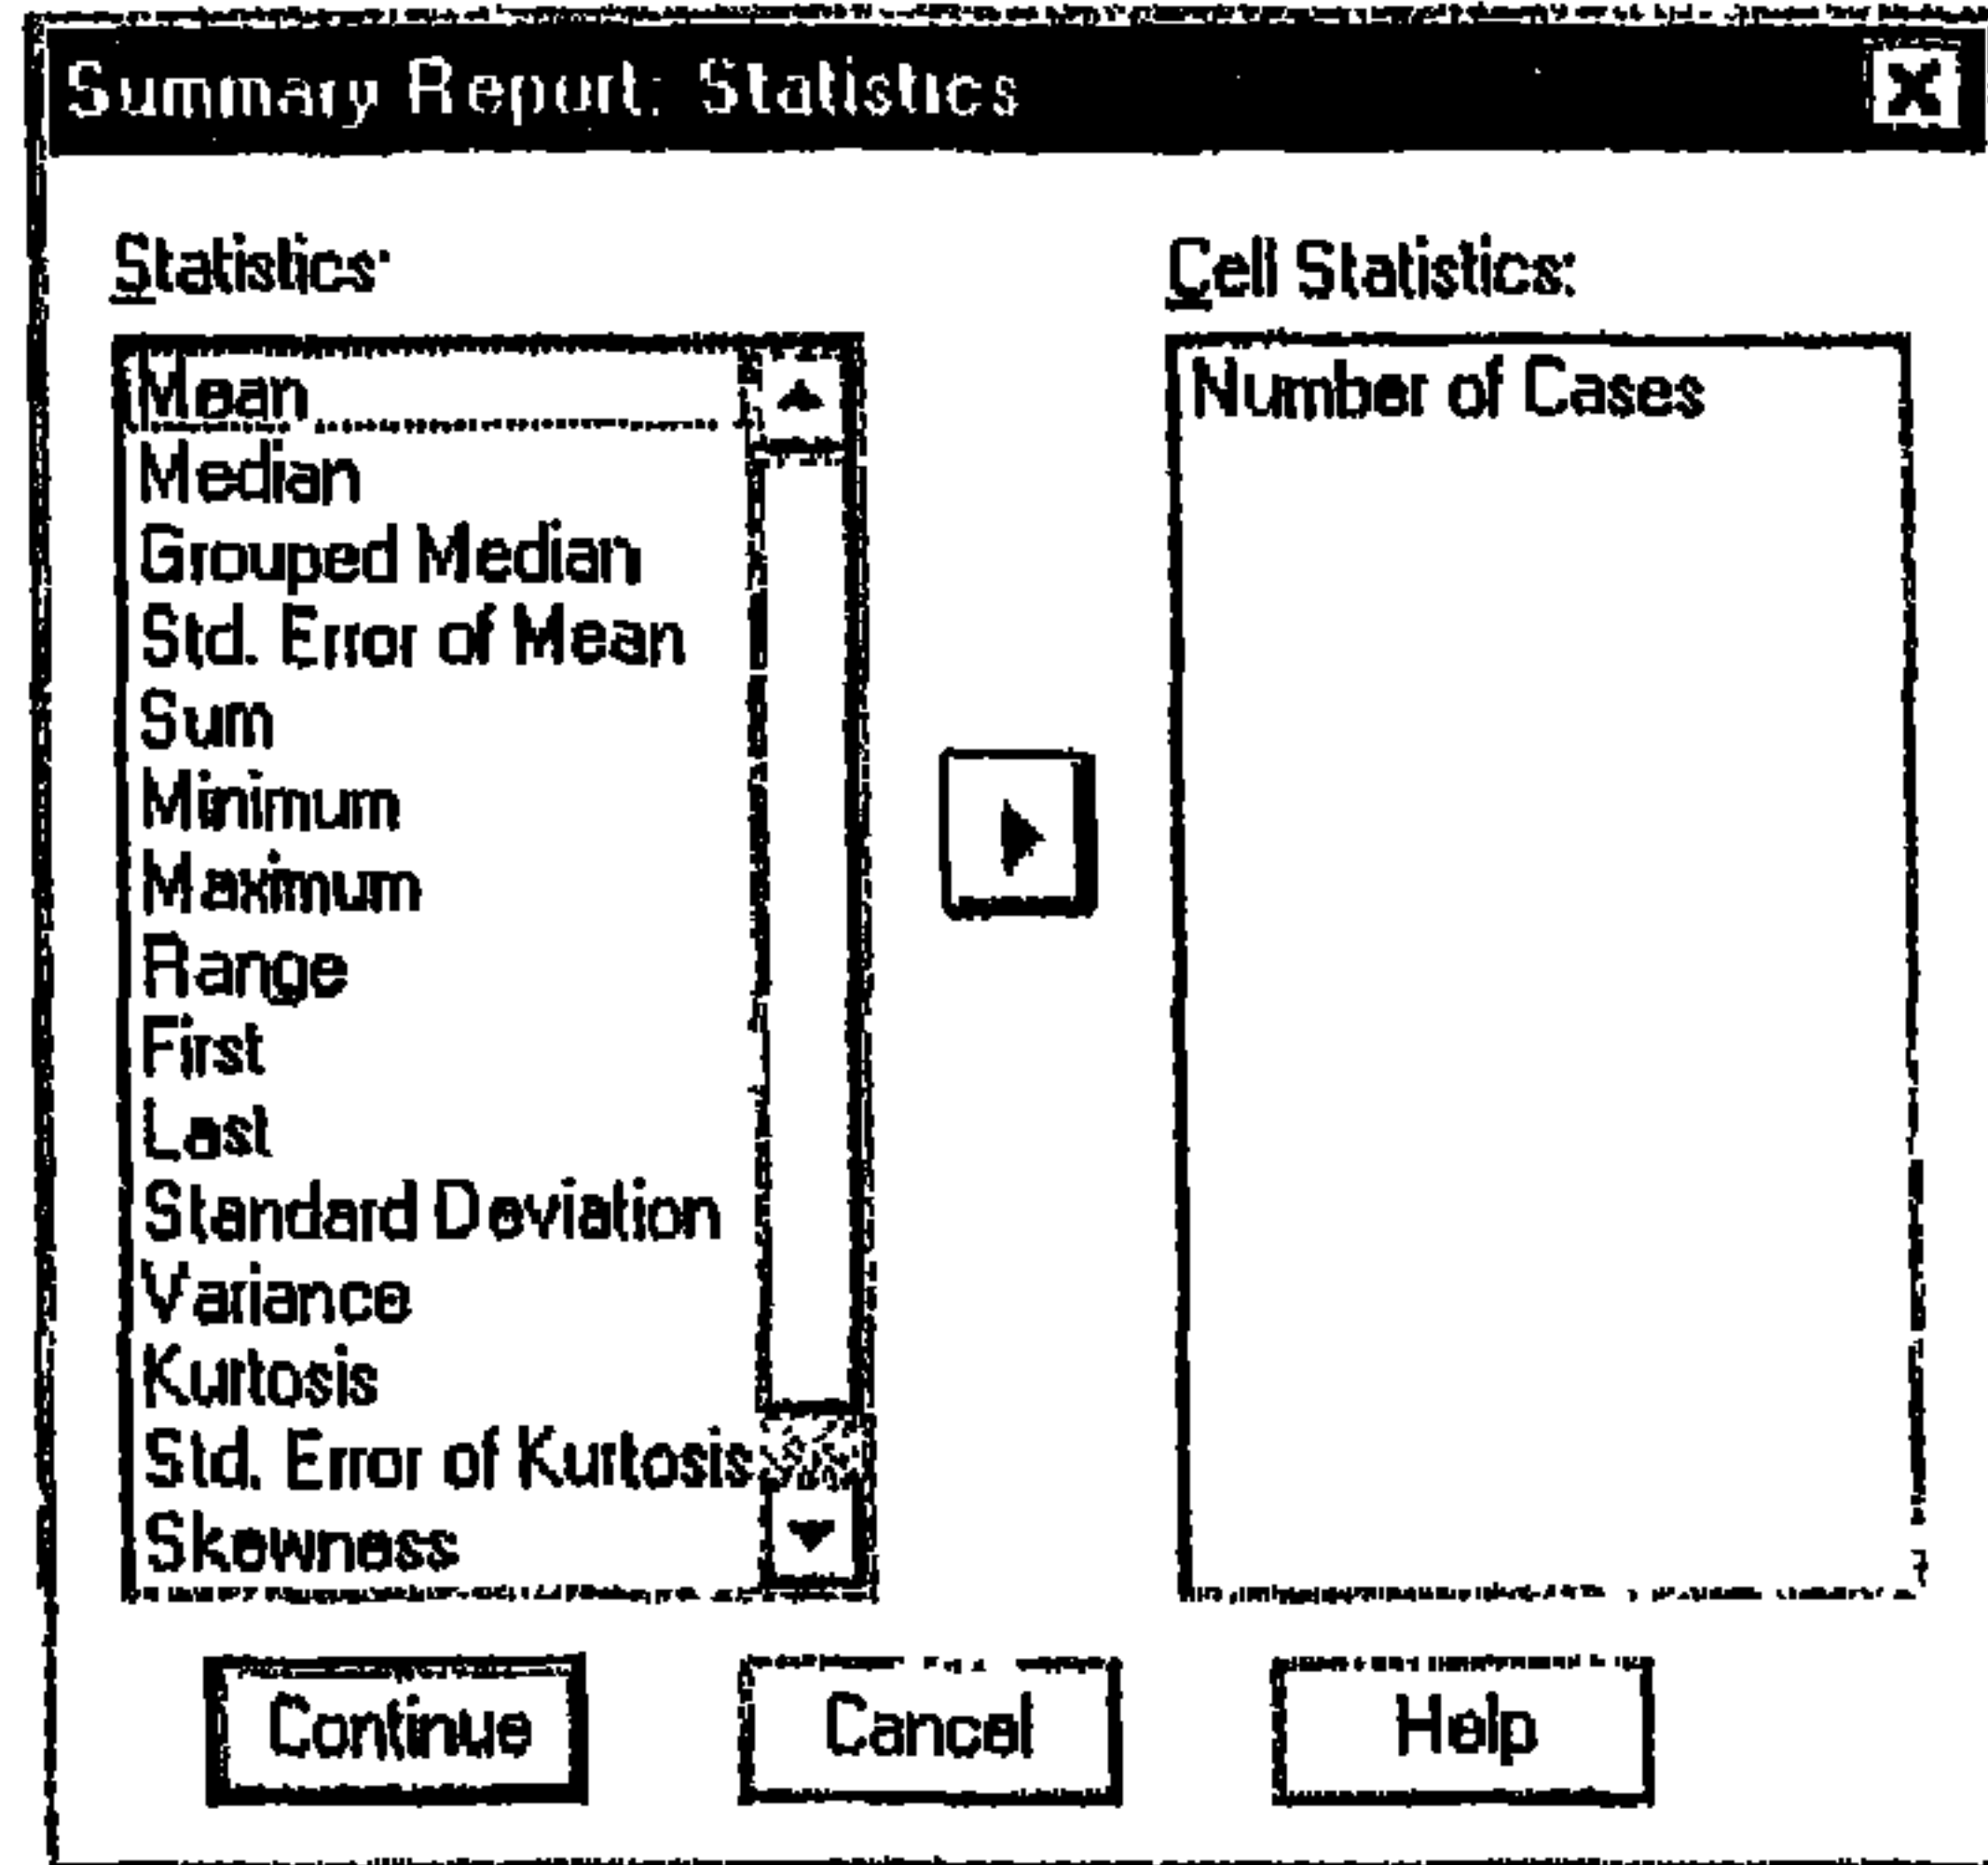 Summary Report: Statistics
Statistics:
Mean
Median
Grouped Median
Std. Error of Mean
Sum
Minimum
Maximum
Range
First
Last
Standard Deviation
Variance
Kurtosis
Std. Error of Kurtosis
Skewness
Cell Statistics:
Number of Cases
Continue Cancel Help